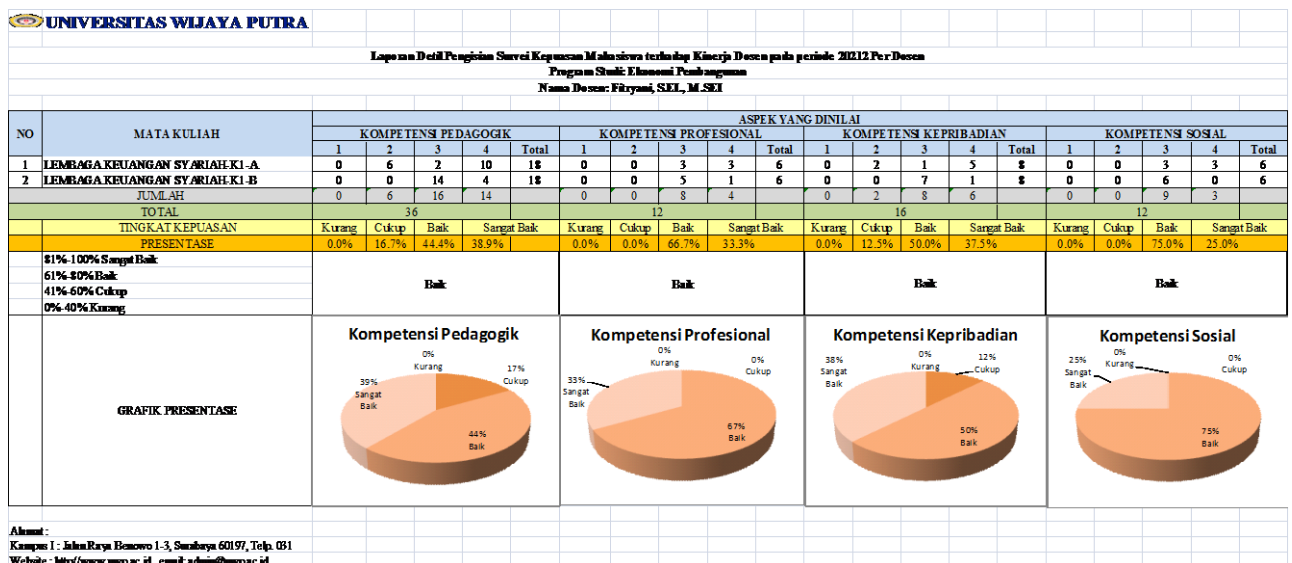 UNIVERSITAS WIJAYA PUTRA
Laporan Detil Pengisian Survei Kepuasan Mahasiswa terhadap Kinerja Dosen pada periode 20212 Per Dosen
Program Studi: Ekonomi Pembangunan
Nama Dosen: Fitryani, S.EI., M.SEI
NO MATA KULIAH ASPEK YANG DINILAI
KOMPETENSI PEDAGOGIK KOMPETENSI PROFESIONAL KOMPETENSI KEPRIBADIAN KOMPETENSI SOSIAL
1 2 3 4 Total 1 2 3 4 Total 1 2 3 4 Total 1 2 3 4 Total
1 LEMBAGA KEUANGAN SYARIAH-K1-A 0 6 2 10 18 0 0 3 3 6 0 2 1 5 8 0 0 3 3 6
2 LEMBAGA KEUANGAN SYARIAH-K1-B 0 0 14 4 18 0 0 5 1 6 0 0 7 1 8 0 0 6 0 6
JUMLAH 0 6 16 14 0 0 8 4 0 2 8 6 0 0 9 3
TOTAL 36 12 16 12
TINGKAT KEPUASAN Kurang Cukup Baik Sangat Baik Kurang Cukup Baik Sangat Baik Kurang Cukup Baik Sangat Baik Kurang Cukup Baik Sangat Baik
PRESENTASE 0.0% 16.7% 44.4% 38.9% 0.0% 0.0% 66.7% 33.3% 0.0% 12.5% 50.0% 37.5% 0.0% 0.0% 75.0% 25.0%
81%-100% Sangat Baik
61%-80% Baik
41%-60% Cukup
0%-40% Kurang
Baik Baik Baik Baik
GRAFIK PRESENTASE
Kompetensi Pedagogik
0% Kurang
17% Cukup
39% Sangat Baik
44% Baik
Kompetensi Profesional
0% Kurang
0% Cukup
33% Sangat Baik
67% Baik
Kompetensi Kepribadian
38% Sangat Baik
0% Kurang
12% Cukup
50% Baik
Kompetensi Sosial
25% Sangat Baik
0% Kurang
0% Cukup
75% Baik
Alamat :
Kampus I : Jalan Raya Benowo 1-3, Surabaya 60197, Telp. 031
Website : http://www.uwp.ac.id email: admin@uwp.ac.id